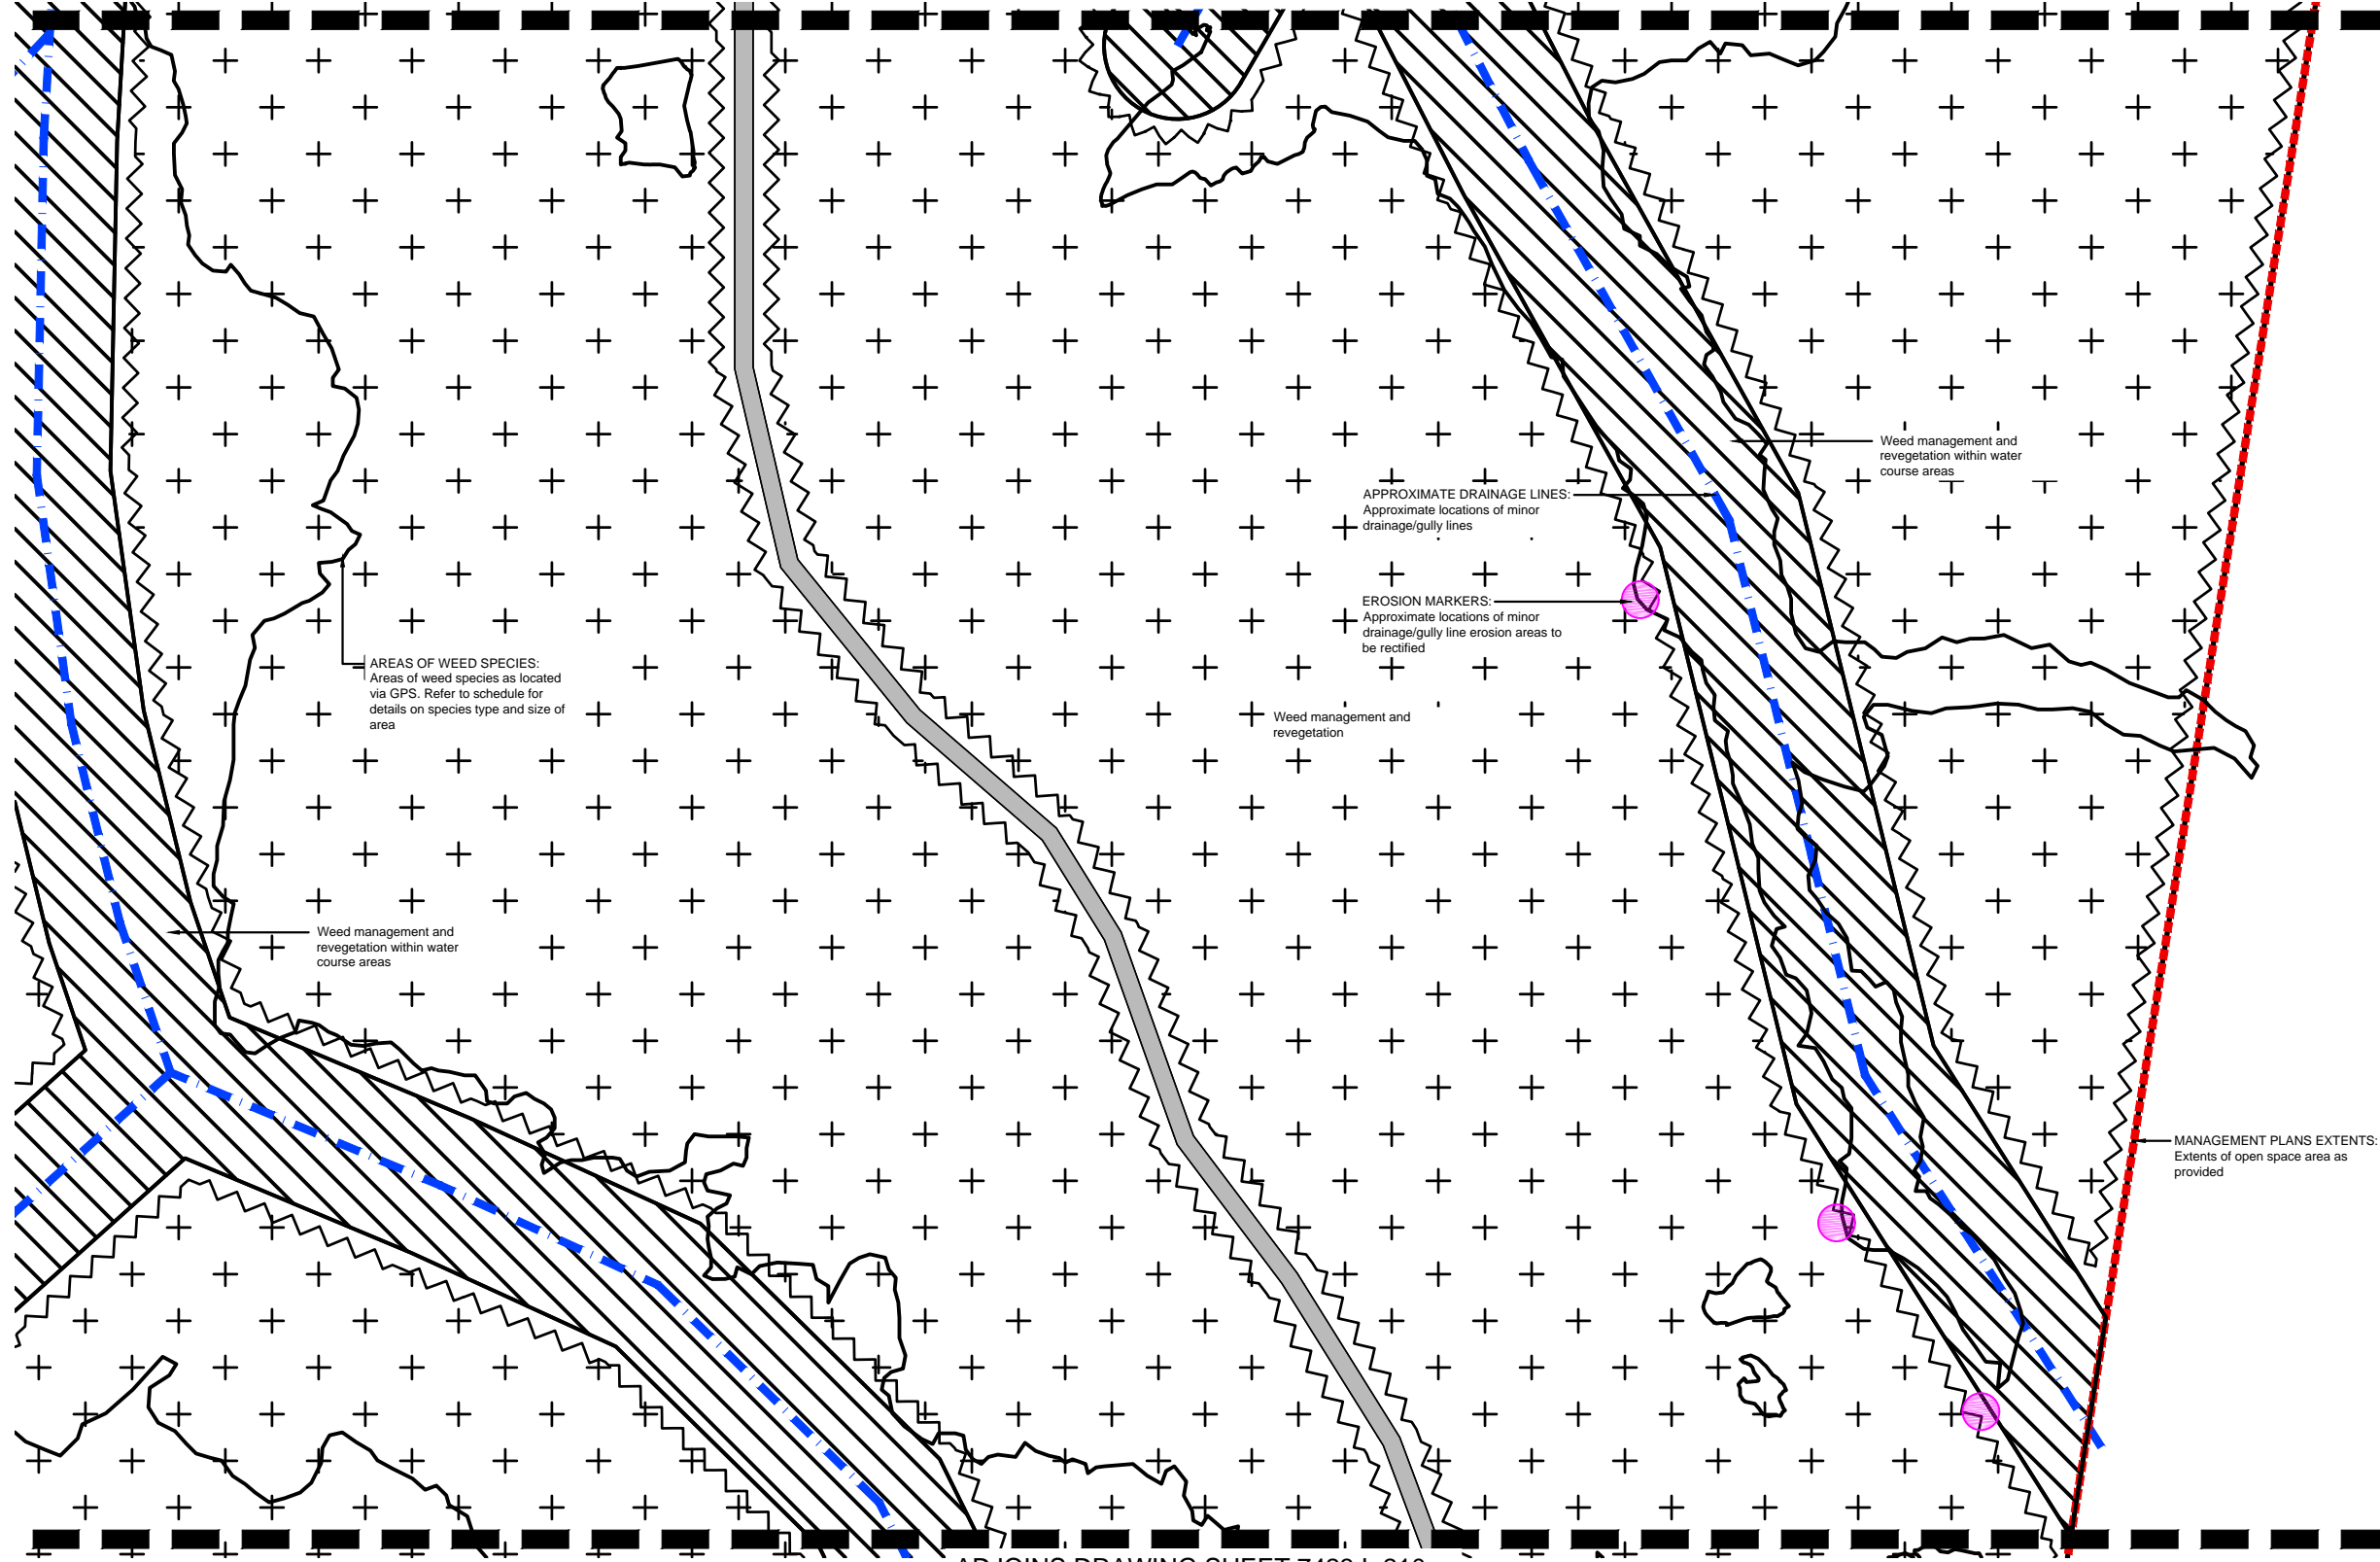 Weed management and
revegetation within water
course areas
APPROXIMATE DRAINAGE LINES:
Approximate locations of minor
drainage/gully lines
EROSION MARKERS:
Approximate locations of minor
drainage/gully line erosion areas to
be rectified
AREAS OF WEED SPECIES:
Areas of weed species as located
via GPS. Refer to schedule for
details on species type and size of
area
Weed management and
revegetation
Weed management and
revegetation within water
course areas
MANAGEMENT PLANS EXTENTS:
Extents of open space area as
provided
ADJOINS DRAWING SHEET